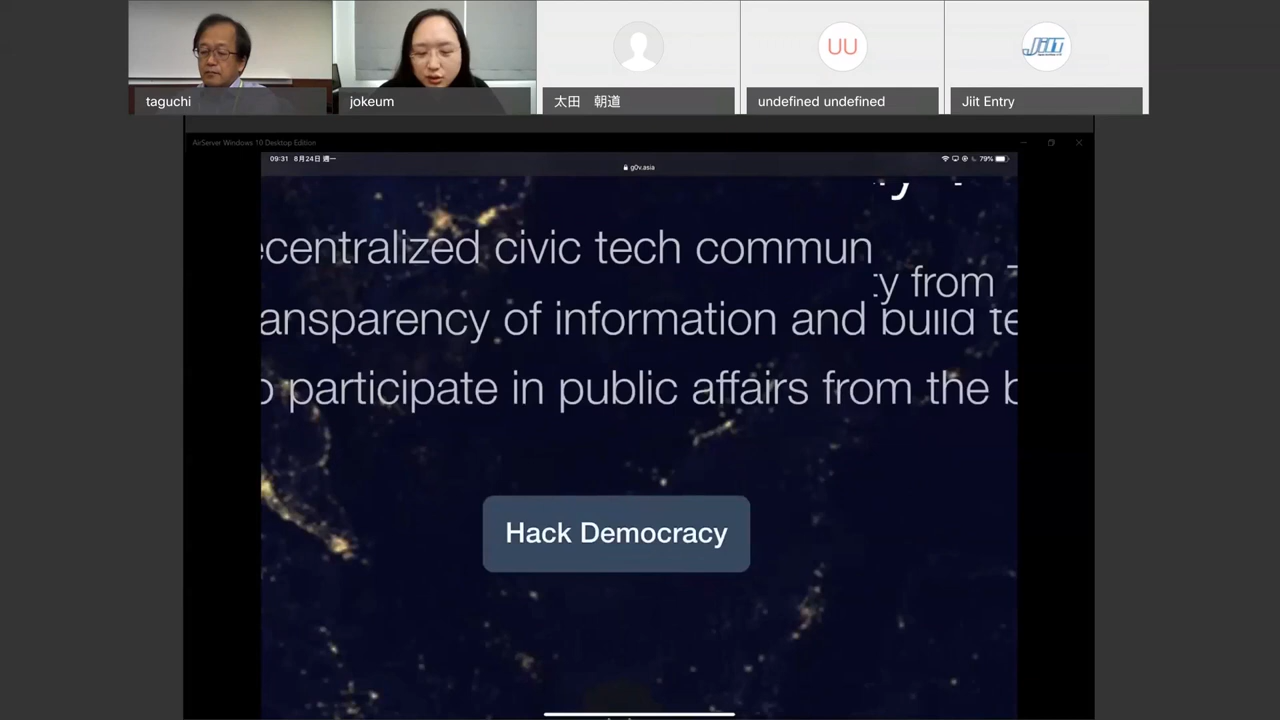 taguchi
jokeum
太田 朝道
UU
undefined undefined
JiIT
Jiit Entry
AirServer Windows 10 Desktop Edition
09:31 8月24日 週一
g0v.asia
79%
ecentralized civic tech commun
ty from
ansparency of information and build te
o participate in public affairs from the b
Hack Democracy